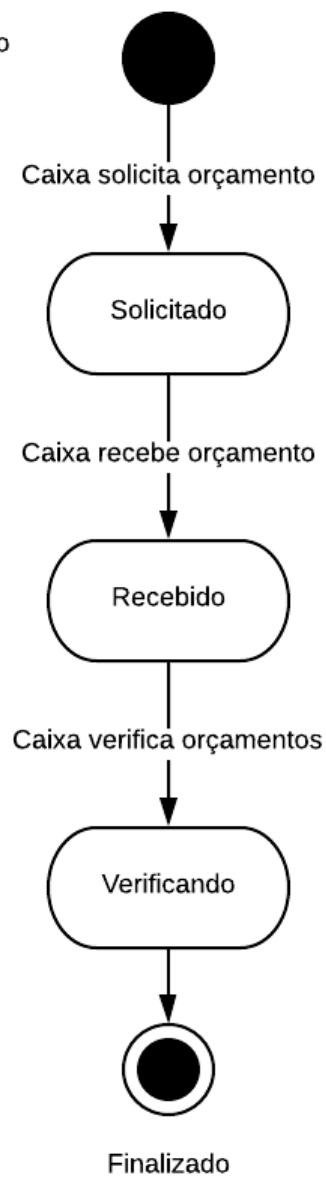 o
Caixa solicita orçamento
Solicitado
Caixa recebe orçamento
Recebido
Caixa verifica orçamentos
Verificando
Finalizado